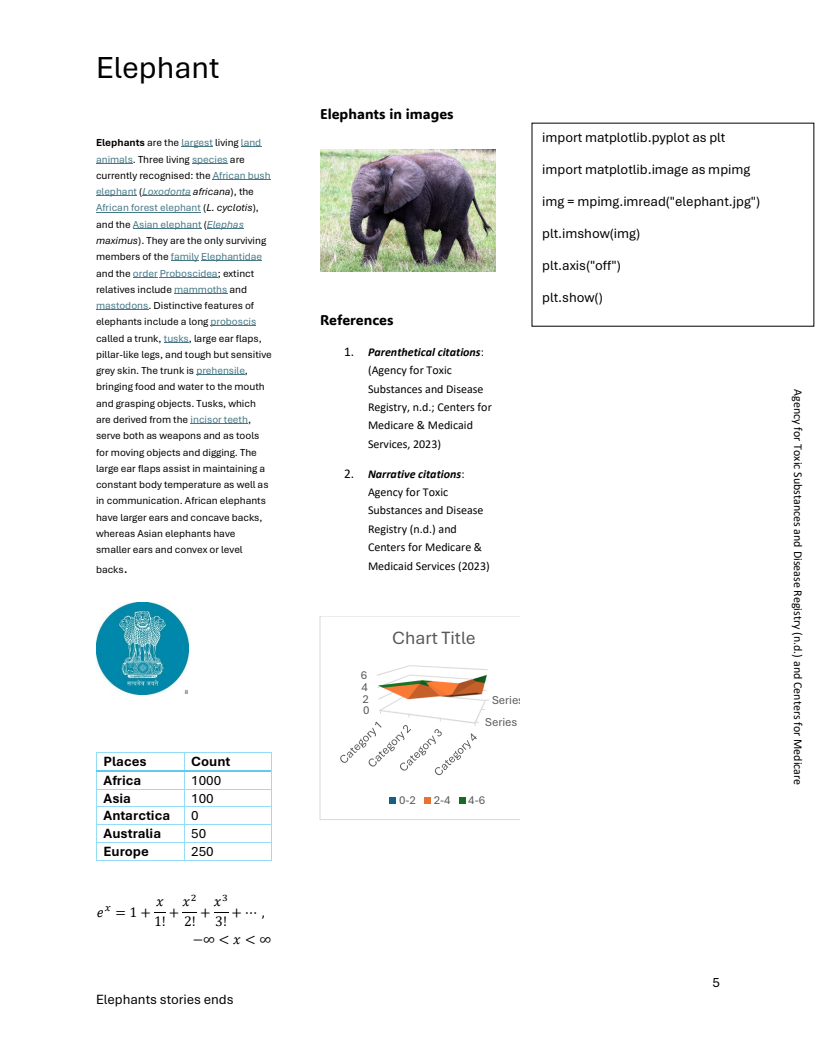 Elephant
Elephants are the largest living land
animals. Three living species are
currently recognised: the African bush
elephant (Loxodonta africana), the
African forest elephant (L. cyclotis),
and the Asian elephant (Elephas
maximus). They are the only surviving
members of the family Elephantidae
and the order Proboscidea; extinct
relatives include mammoths and
mastodons. Distinctive features of
elephants include a long proboscis
called a trunk, tusks, large ear flaps,
pillar-like legs, and tough but sensitive
grey skin. The trunk is prehensile,
bringing food and water to the mouth
and grasping objects. Tusks, which
are derived from the incisor teeth,
serve both as weapons and as tools
for moving objects and digging. The
large ear flaps assist in maintaining a
constant body temperature as well as
in communication. African elephants
have larger ears and concave backs,
whereas Asian elephants have
smaller ears and convex or level
backs.
सत्यमेव जयते
Places Count
Africa 1000
Asia 100
Antarctica 0
Australia 50
Europe 250
e^x = 1 + x/1! + x^2/2! + x^3/3! + ⋯ ,
−∞ < x < ∞
Elephants in images
References
1. Parenthetical citations:
(Agency for Toxic
Substances and Disease
Registry, n.d.; Centers for
Medicare & Medicaid
Services, 2023)
2. Narrative citations:
Agency for Toxic
Substances and Disease
Registry (n.d.) and
Centers for Medicare &
Medicaid Services (2023)
Chart Title
6
4
2
0
Category 1
Category 2
Category 3
Category 4
Series
Series
0-2 2-4 4-6
import matplotlib.pyplot as plt
import matplotlib.image as mpimg
img = mpimg.imread("elephant.jpg")
plt.imshow(img)
plt.axis("off")
plt.show()
Agency for Toxic Substances and Disease Registry (n.d.) and Centers for Medicare
5
Elephants stories ends